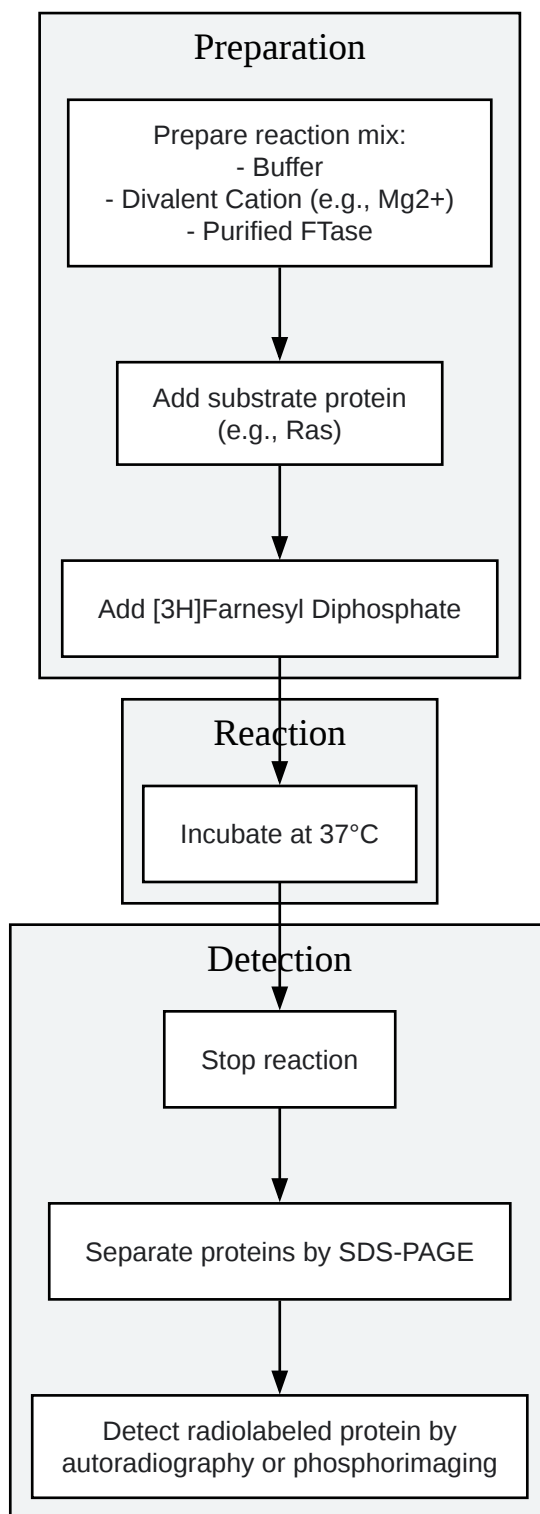 Preparation
Prepare reaction mix:
- Buffer
- Divalent Cation (e.g., Mg2+)
- Purified FTase
Add substrate protein
(e.g., Ras)
Add [3H]Farnesyl Diphosphate
Reaction
Incubate at 37°C
Detection
Stop reaction
Separate proteins by SDS-PAGE
Detect radiolabeled protein by
autoradiography or phosphorimaging